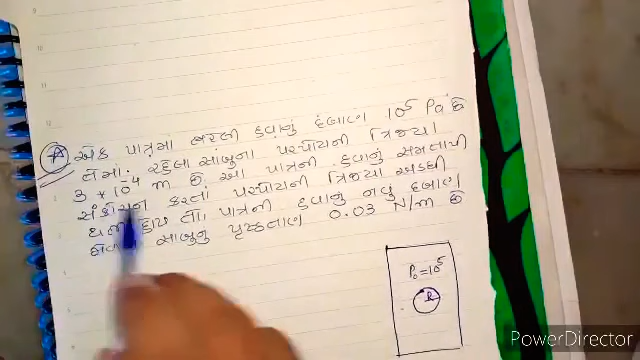 એક પાત્રમાં ભરેલી હવાનું દબાણ 10⁵ Pa છે
તેમાં રહેલા સાબુના પરપોટાની ત્રિજ્યા
3 * 10⁻⁴ m છે આ પાત્રની હવાનું સમતાપી
સંકોચન કરતાં પરપોટાની ત્રિજ્યા અડધી
થતી હોય તો પાત્રની હવાનું નવું દબાણ
સાબુનું પૃષ્ઠતાણ 0.03 N/m છે
P₀=10⁵
R
PowerDirector